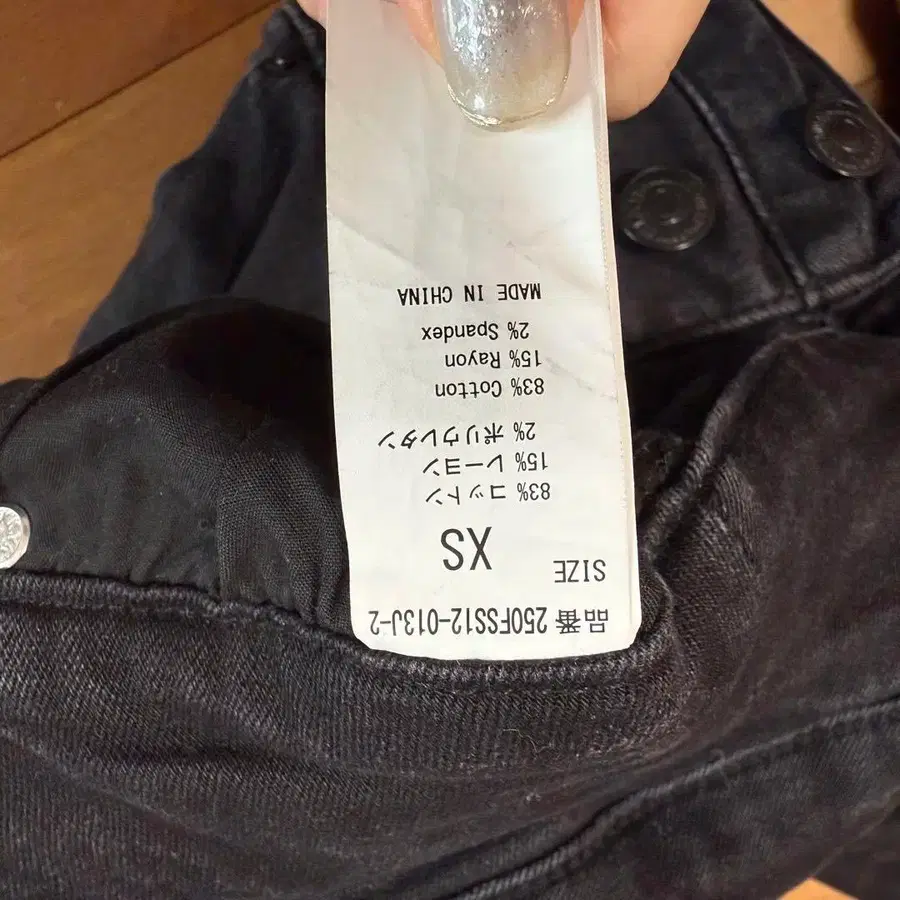 品番 250FSS12-013J-2
SIZE
XS
83% コットン
15% レーヨン
2% ポリウレタン
83% Cotton
15% Rayon
2% Spandex
MADE IN CHINA